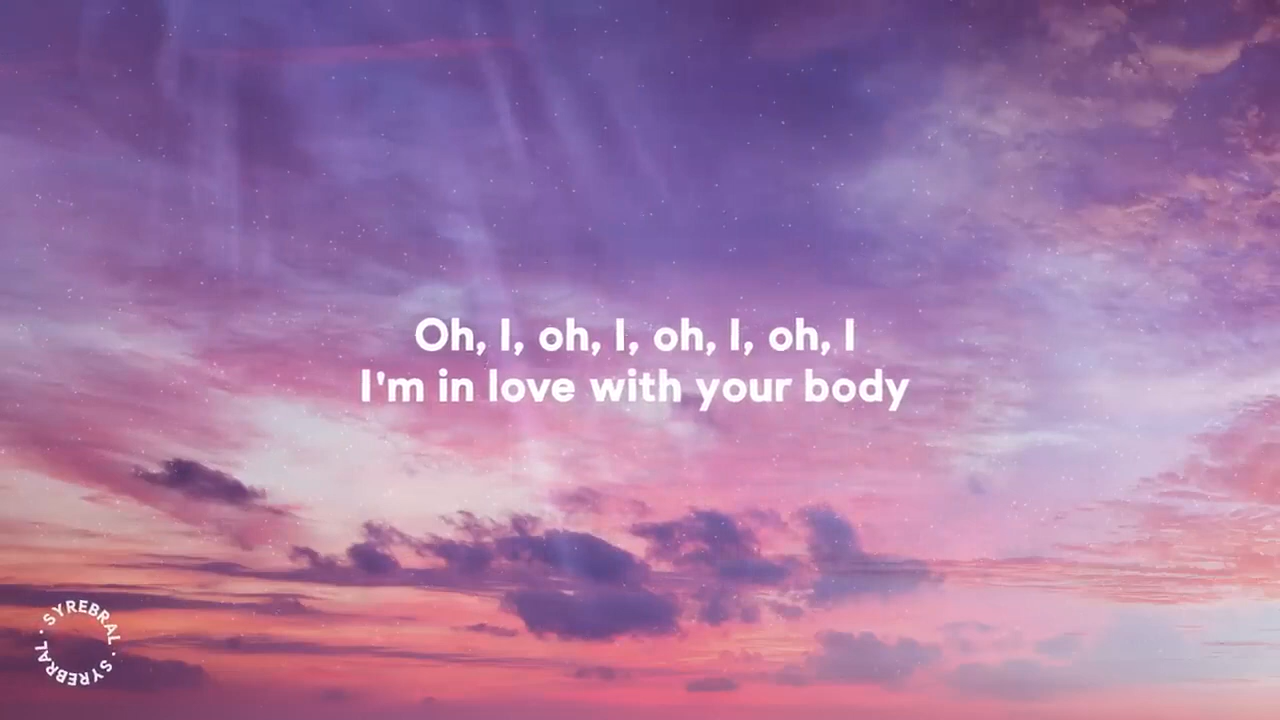 Oh, I, oh, I, oh, I, oh, I
I'm in love with your body
SYREBRAL · SYREBRAL ·